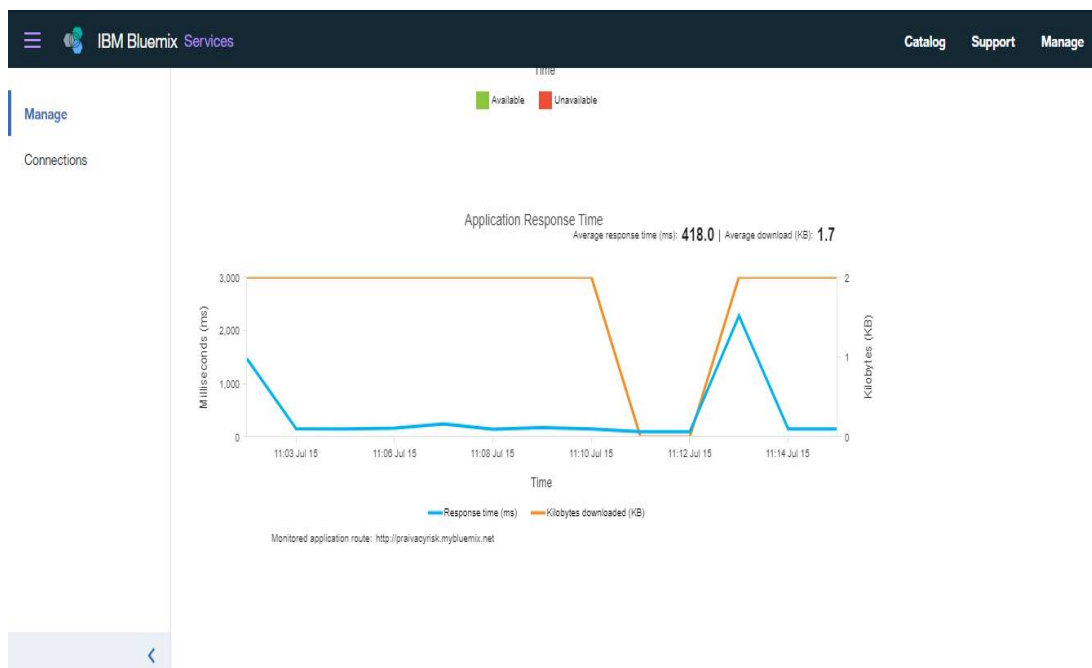 IBM Bluemix Services
Catalog Support Manage
Manage
Connections
Time
Available Unavailable
Application Response Time
Average response time (ms): 418.0 | Average download (KB): 1.7
3,000
2,000
1,000
0
Milliseconds (ms)
2
1
0
Kilobytes (KB)
11:03 Jul 15 11:06 Jul 15 11:08 Jul 15 11:10 Jul 15 11:12 Jul 15 11:14 Jul 15
Time
Response time (ms) Kilobytes downloaded (KB)
Monitored application route: http://praivacyrisk.mybluemix.net